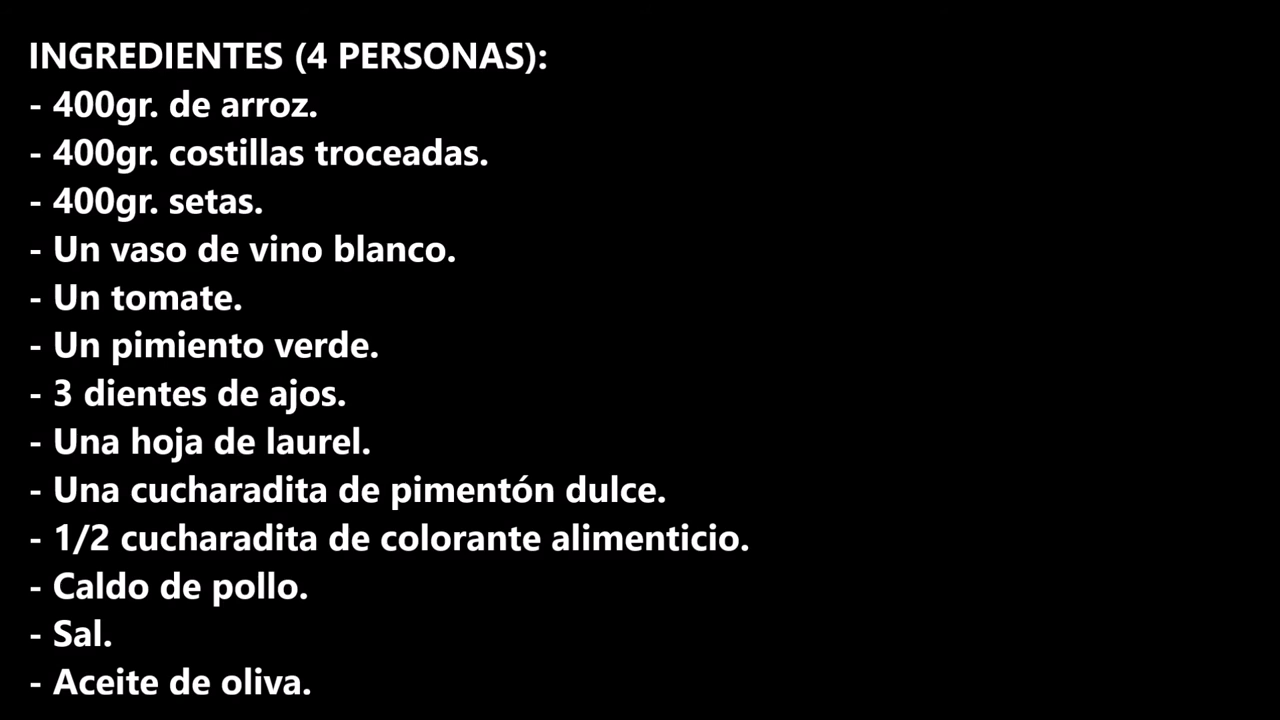 INGREDIENTES (4 PERSONAS):
- 400gr. de arroz.
- 400gr. costillas troceadas.
- 400gr. setas.
- Un vaso de vino blanco.
- Un tomate.
- Un pimiento verde.
- 3 dientes de ajos.
- Una hoja de laurel.
- Una cucharadita de pimentón dulce.
- 1/2 cucharadita de colorante alimenticio.
- Caldo de pollo.
- Sal.
- Aceite de oliva.